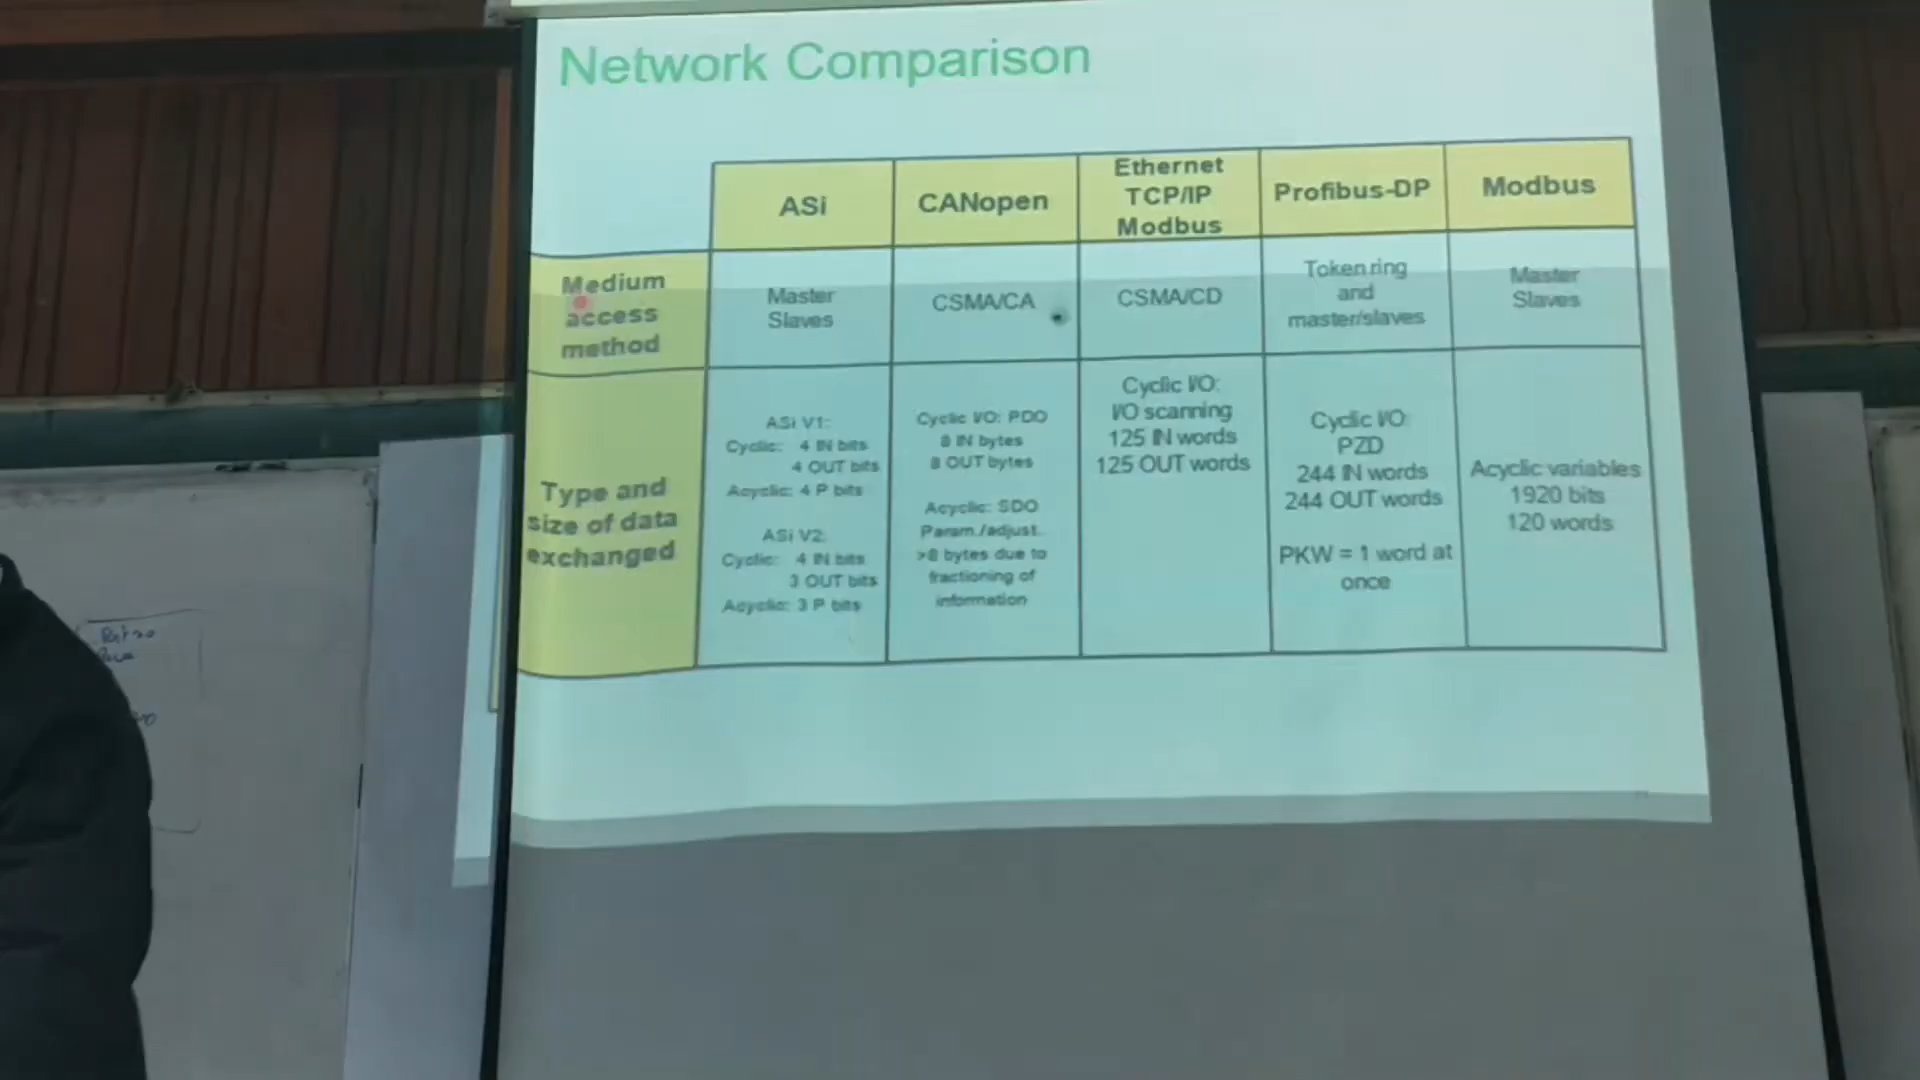 Network Comparison
ASi
CANopen
Ethernet
TCP/IP
Modbus
Profibus-DP
Modbus
Medium
access
method
Master
Slaves
CSMA/CA
CSMA/CD
Token ring
and
master/slaves
Master
Slaves
Type and
size of data
exchanged
ASi V1:
Cyclic: 4 IN bits
4 OUT bits
Acyclic: 4 P bits
ASi V2:
Cyclic: 4 IN bits
3 OUT bits
Acyclic: 3 P bits
Cyclic I/O: PDO
8 IN bytes
8 OUT bytes
Acyclic: SDO
Param./adjust.
>8 bytes due to
fractioning of
information
Cyclic I/O:
I/O scanning
125 IN words
125 OUT words
Cyclic I/O:
PZD
244 IN words
244 OUT words
PKW = 1 word at
once
Acyclic variables
1920 bits
120 words